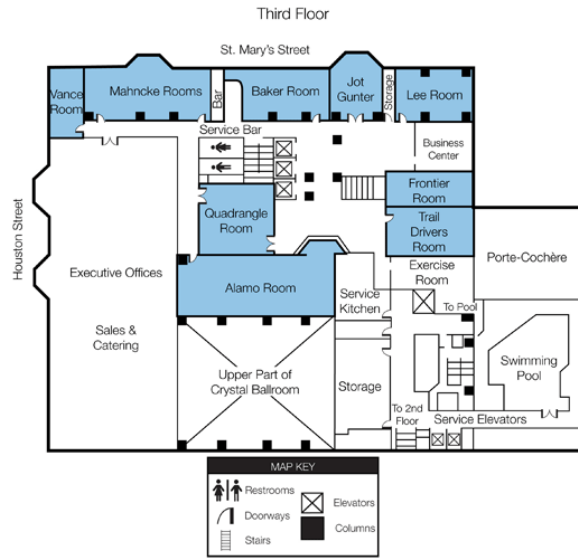 Third Floor
St. Mary's Street
Vance
Room
Mahncke Rooms
Bar
Baker Room
Jot
Gunter
Storage
Lee Room
Service Bar
Business
Center
Frontier
Room
Quadrangle
Room
Trail
Drivers
Room
Houston Street
Executive Offices
Exercise
Room
Porte-Cochère
Alamo Room
Service
Kitchen
To Pool
Sales &
Catering
Upper Part of
Crystal Ballroom
Storage
Swimming
Pool
To 2nd
Floor
Service Elevators
MAP KEY
Restrooms
Doorways
Stairs
Elevators
Columns